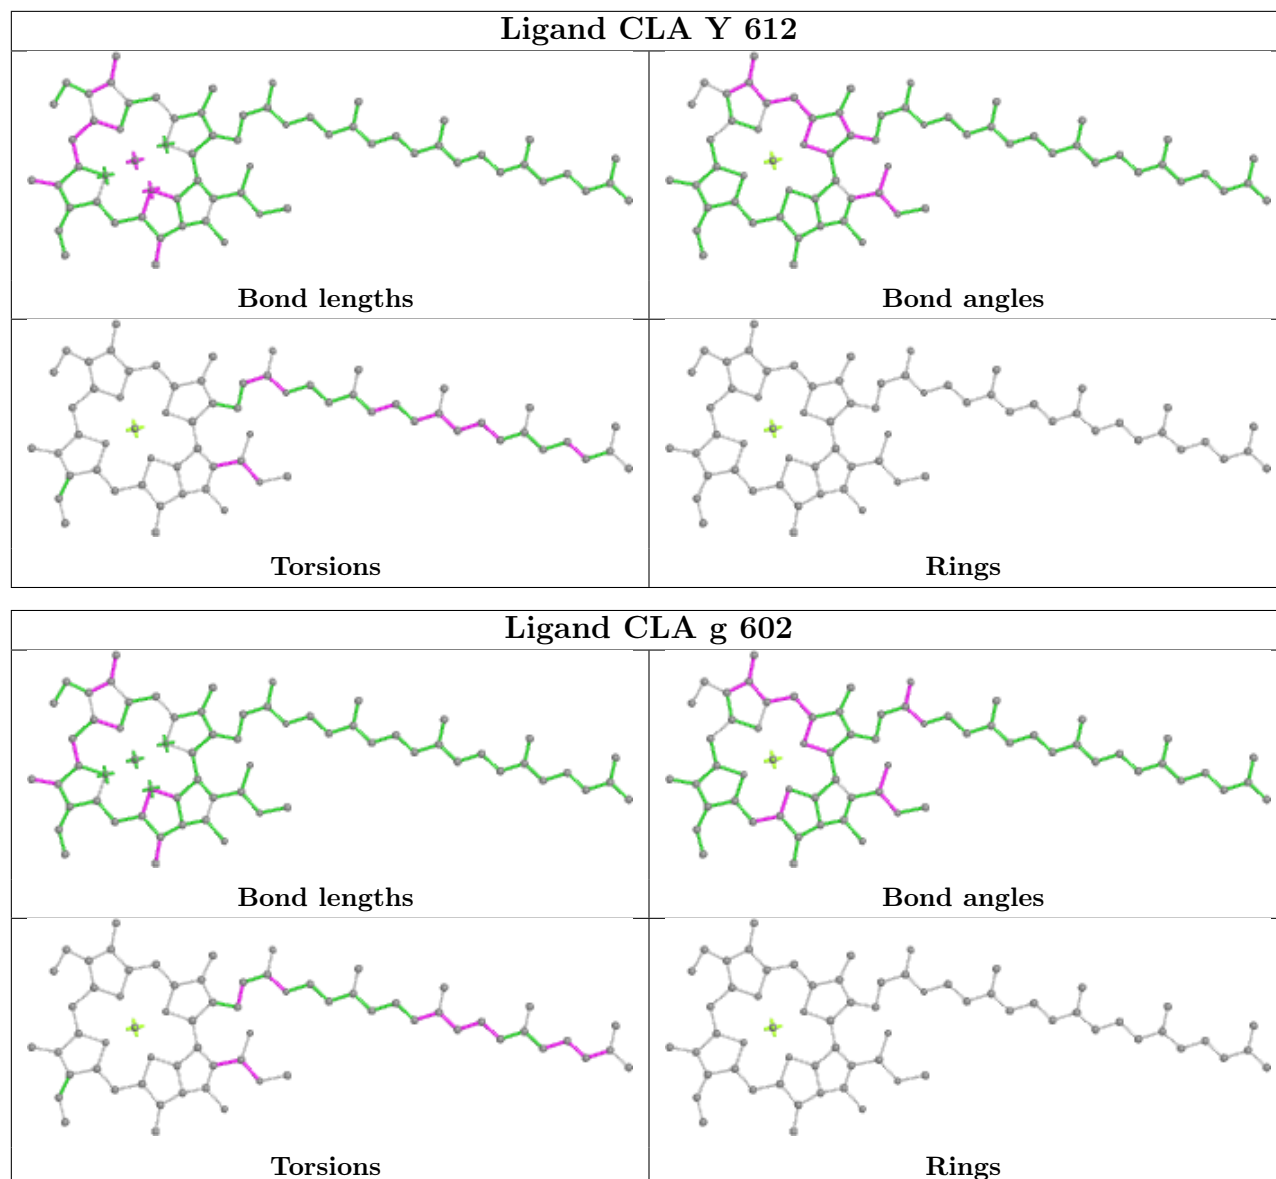 Ligand CLA Y 612
Bond lengths
Bond angles
Torsions
Rings
Ligand CLA g 602
Bond lengths
Bond angles
Torsions
Rings